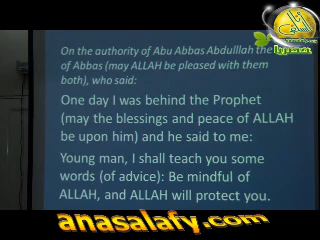 On the authority of Abu Abbas Abdulllah the
of Abbas (may ALLAH be pleased with them
both), who said:
One day I was behind the Prophet
(may the blessings and peace of ALLAH
be upon him) and he said to me:
Young man, I shall teach you some
words (of advice): Be mindful of
ALLAH, and ALLAH will protect you.
anasalafy.com